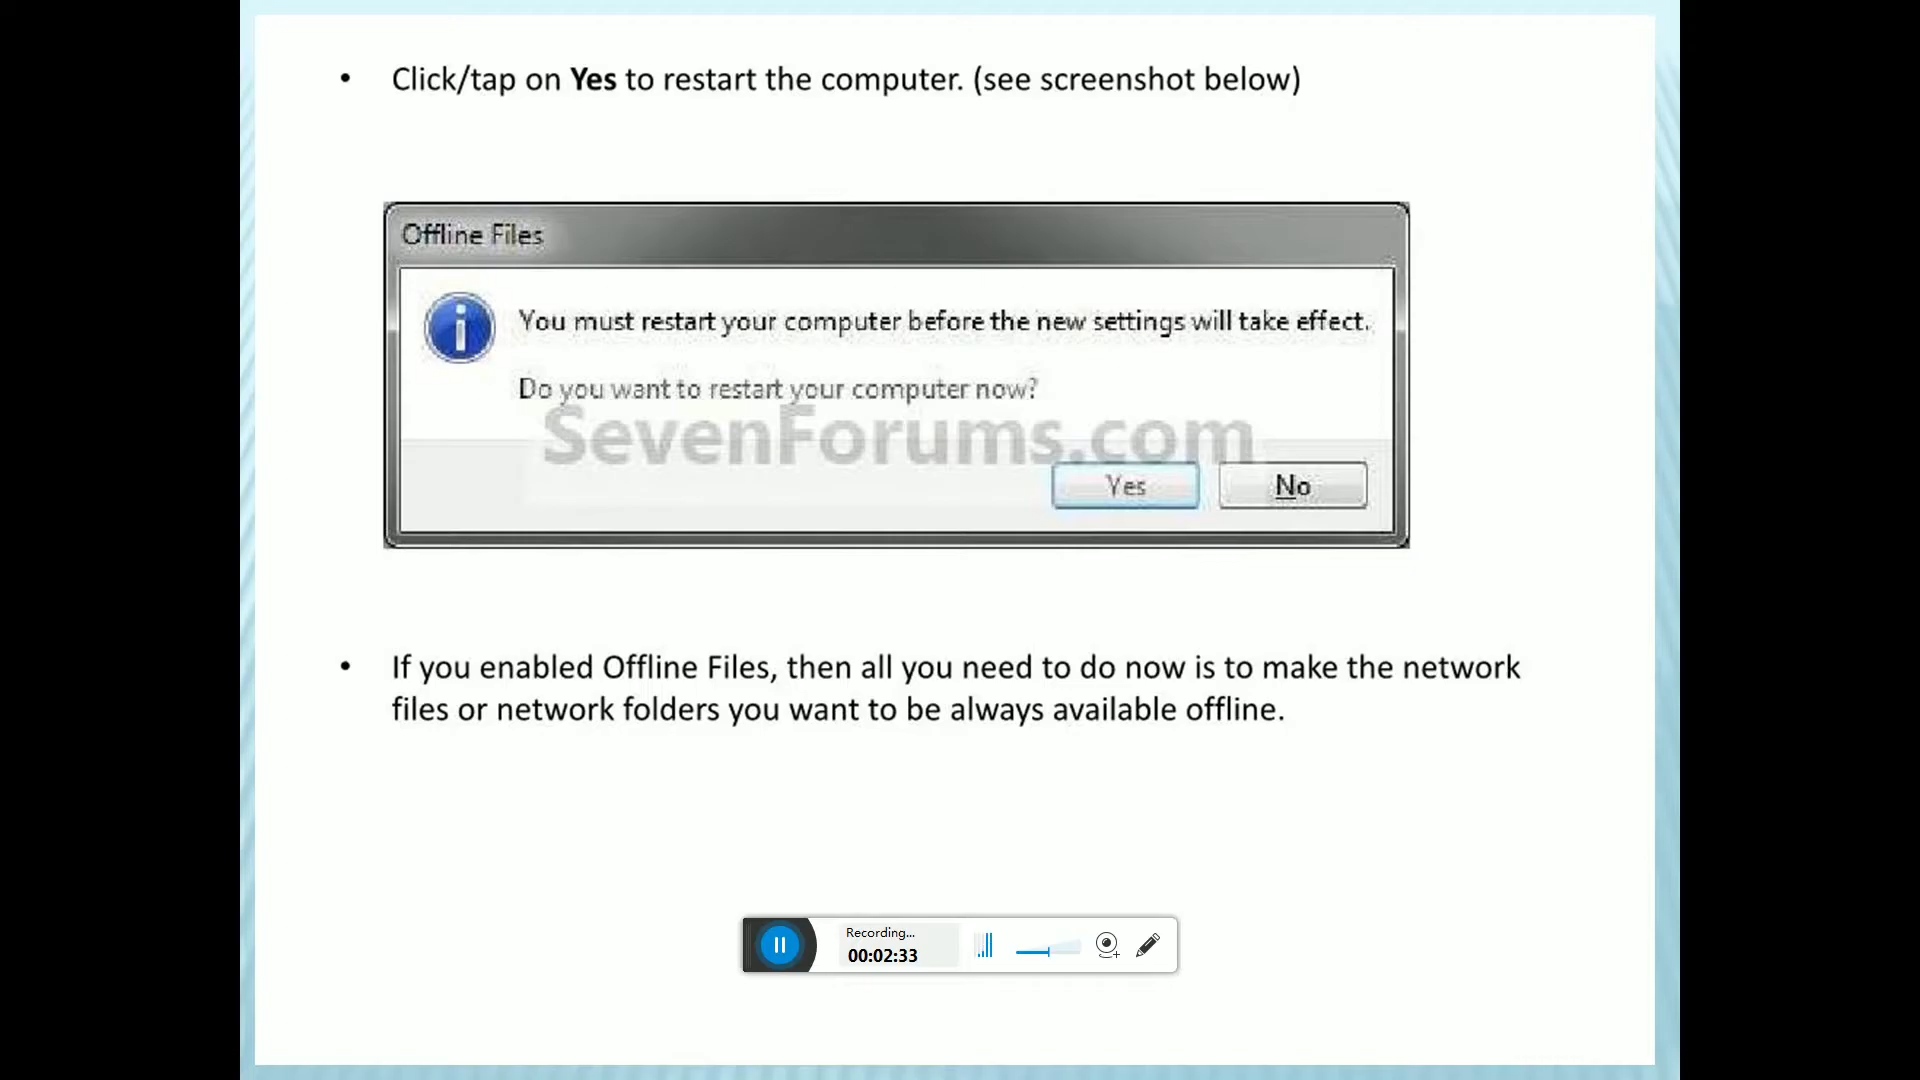 • Click/tap on Yes to restart the computer. (see screenshot below)
Offline Files
You must restart your computer before the new settings will take effect.
Do you want to restart your computer now?
SevenForums.com
Yes No
• If you enabled Offline Files, then all you need to do now is to make the network
files or network folders you want to be always available offline.
Recording...
00:02:33